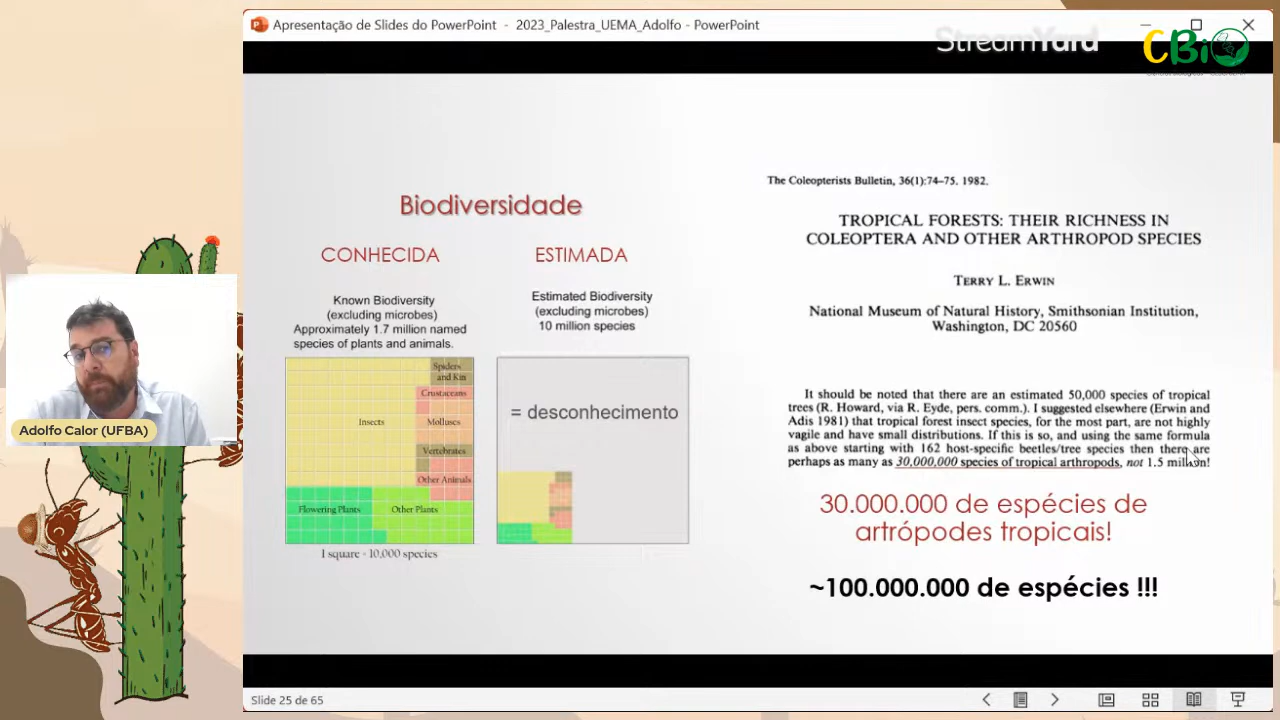 Apresentação de Slides do PowerPoint - 2023_Palestra_UEMA_Adolfo - PowerPoint
StreamYard
CBio
Biodiversidade
CONHECIDA
ESTIMADA
Known Biodiversity
(excluding microbes)
Approximately 1.7 million named
species of plants and animals.
Estimated Biodiversity
(excluding microbes)
10 million species
Spiders
and Kin
Crustaceans
Insects
Molluscs
Vertebrates
Other Animals
Flowering Plants
Other Plants
1 square - 10,000 species
= desconhecimento
The Coleopterists Bulletin, 36(1):74–75. 1982.
TROPICAL FORESTS: THEIR RICHNESS IN
COLEOPTERA AND OTHER ARTHROPOD SPECIES
TERRY L. ERWIN
National Museum of Natural History, Smithsonian Institution,
Washington, DC 20560
It should be noted that there are an estimated 50,000 species of tropical
trees (R. Howard, via R. Eyde, pers. comm.). I suggested elsewhere (Erwin and
Adis 1981) that tropical forest insect species, for the most part, are not highly
vagile and have small distributions. If this is so, and using the same formula
as above starting with 162 host-specific beetles/tree species then there are
perhaps as many as 30,000,000 species of tropical arthropods, not 1.5 million!
30.000.000 de espécies de
artrópodes tropicais!
~100.000.000 de espécies !!!
Adolfo Calor (UFBA)
Slide 25 de 65